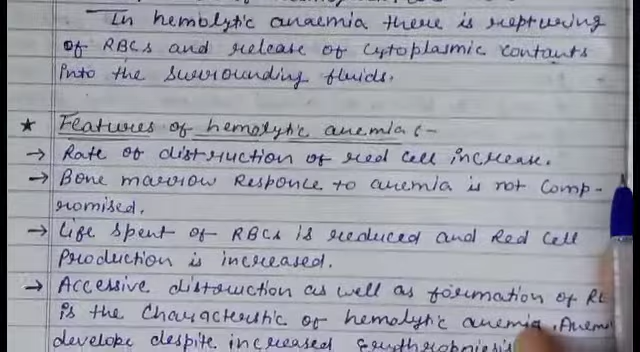 In hemolytic anaemia there is repturing
of RBCs and release of Cytoplasmic Contants
into the surrounding fluids.
★ Features of hemolytic anemia :-
→ Rate of distruction of red cell increase.
→ Bone marrow Responce to anemia is not Comp-
romised.
→ Life spent of RBCs is reduced and Red Cell
Production is increased.
→ Accessive distruction as well as formation of
is the Characteristic of hemolytic anemia.
develope despite increased Erythropoiesis